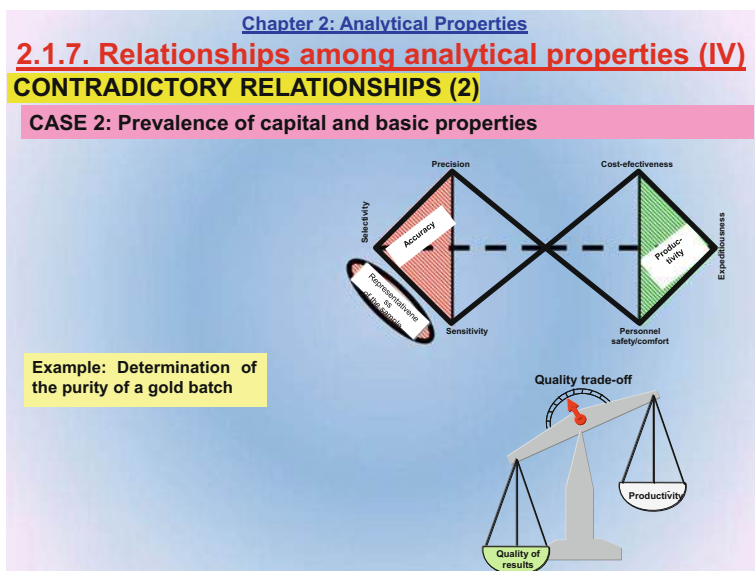 Chapter 2: Analytical Properties
2.1.7. Relationships among analytical properties (IV)
CONTRADICTORY RELATIONSHIPS (2)
CASE 2: Prevalence of capital and basic properties
Precision
Cost-efectiveness
Selectivity
Accuracy
Produc-
tivity
Expeditiousness
Representativene
ss
of the sample
Sensitivity
Personnel
safety/comfort
Example: Determination of
the purity of a gold batch
Quality trade-off
Productivity
Quality of
results